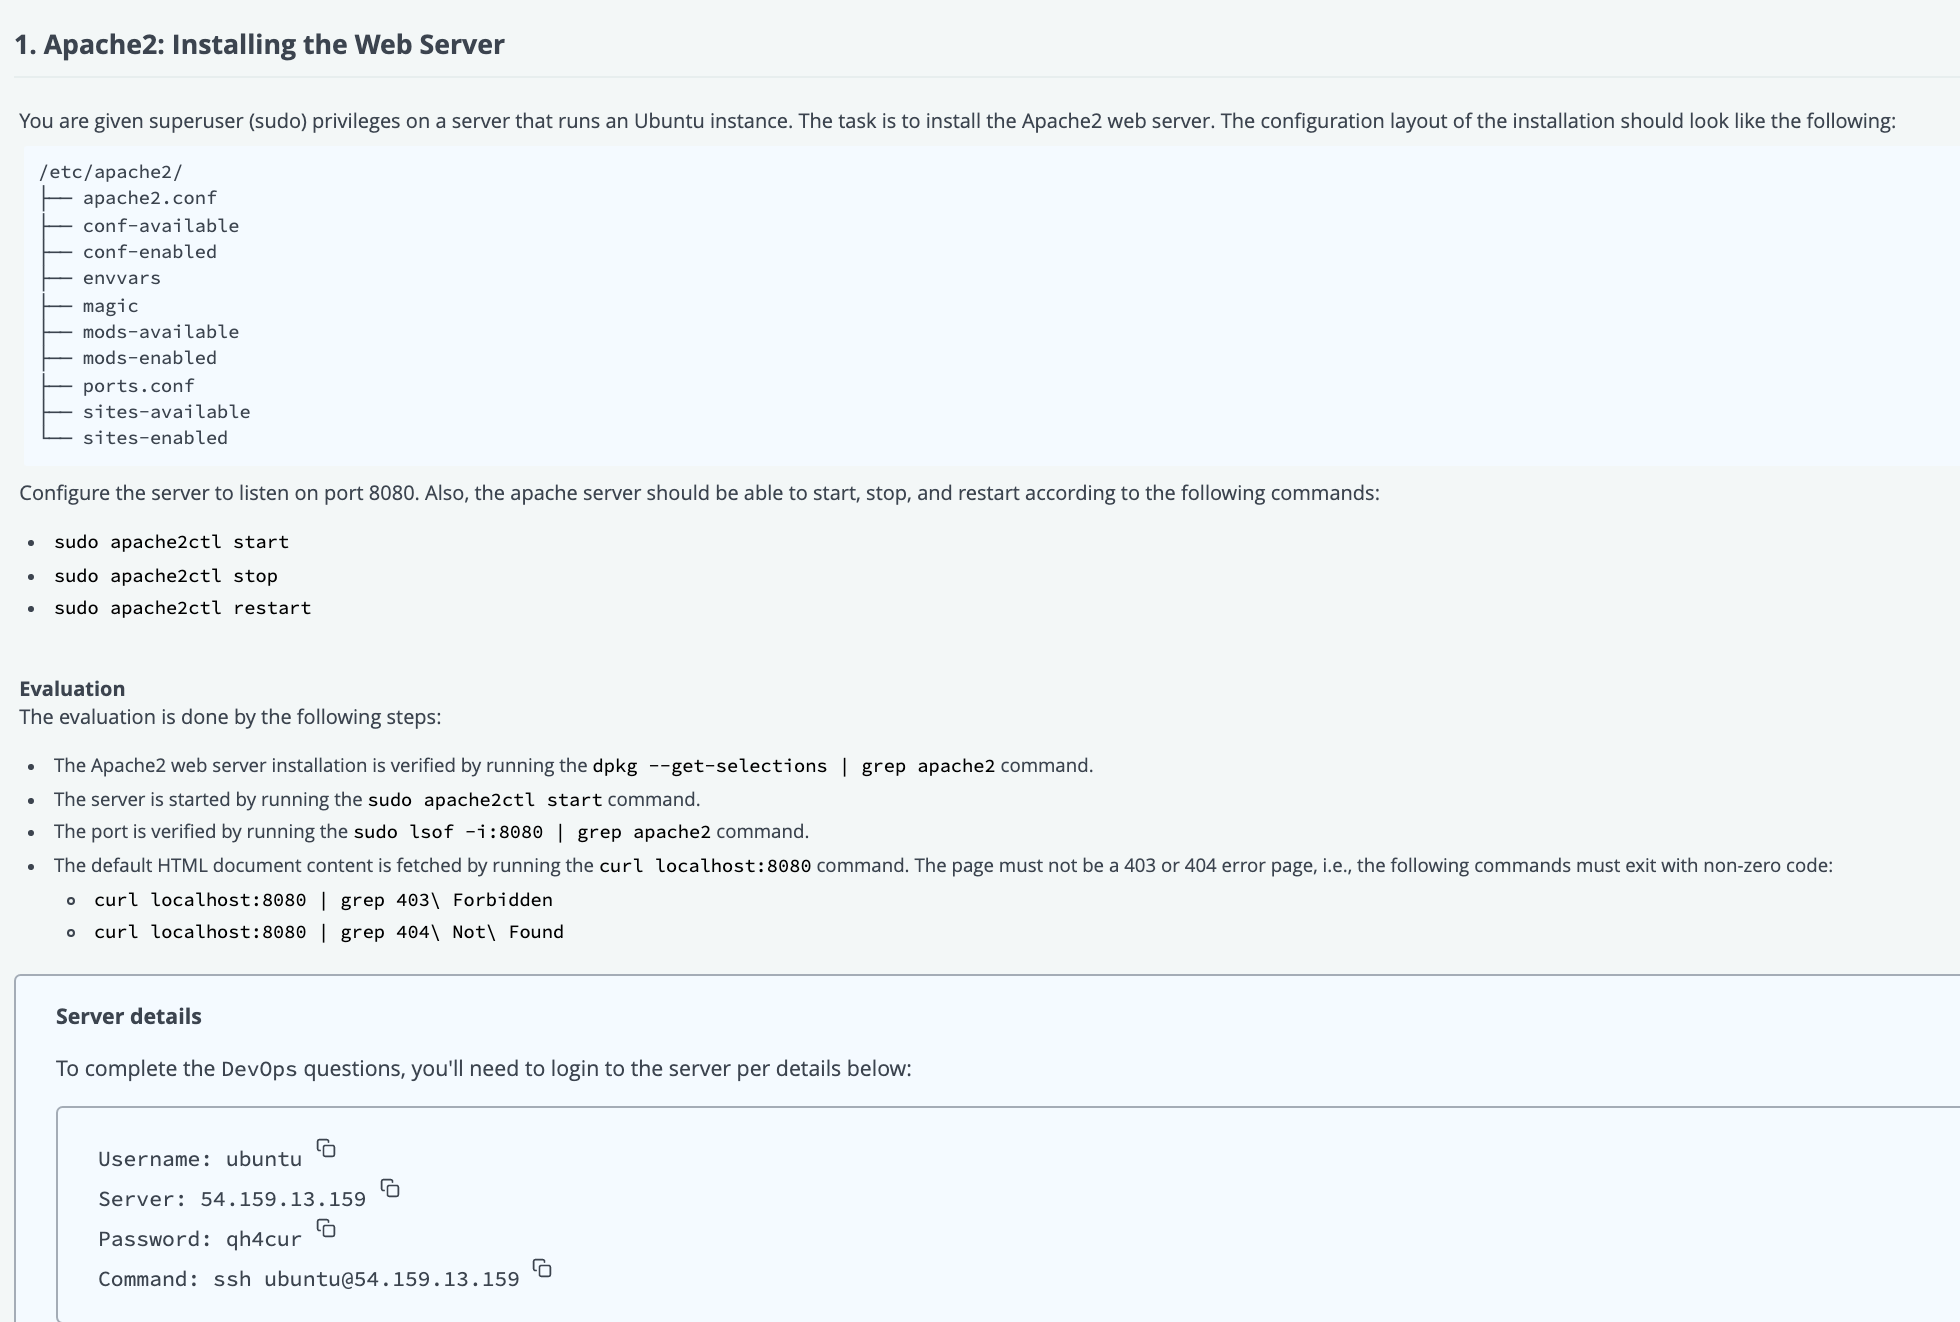 1. Apache2: Installing the Web Server
You are given superuser (sudo) privileges on a server that runs an Ubuntu instance. The task is to install the Apache2 web server. The configuration layout of the installation should look like the following:
/etc/apache2/
├── apache2.conf
├── conf-available
├── conf-enabled
├── envvars
├── magic
├── mods-available
├── mods-enabled
├── ports.conf
├── sites-available
└── sites-enabled
Configure the server to listen on port 8080. Also, the apache server should be able to start, stop, and restart according to the following commands:
• sudo apache2ctl start
• sudo apache2ctl stop
• sudo apache2ctl restart
Evaluation
The evaluation is done by the following steps:
• The Apache2 web server installation is verified by running the dpkg --get-selections | grep apache2 command.
• The server is started by running the sudo apache2ctl start command.
• The port is verified by running the sudo lsof -i:8080 | grep apache2 command.
• The default HTML document content is fetched by running the curl localhost:8080 command. The page must not be a 403 or 404 error page, i.e., the following commands must exit with non-zero code:
◦ curl localhost:8080 | grep 403\ Forbidden
◦ curl localhost:8080 | grep 404\ Not\ Found
Server details
To complete the DevOps questions, you'll need to login to the server per details below:
Username: ubuntu
Server: 54.159.13.159
Password: qh4cur
Command: ssh ubuntu@54.159.13.159